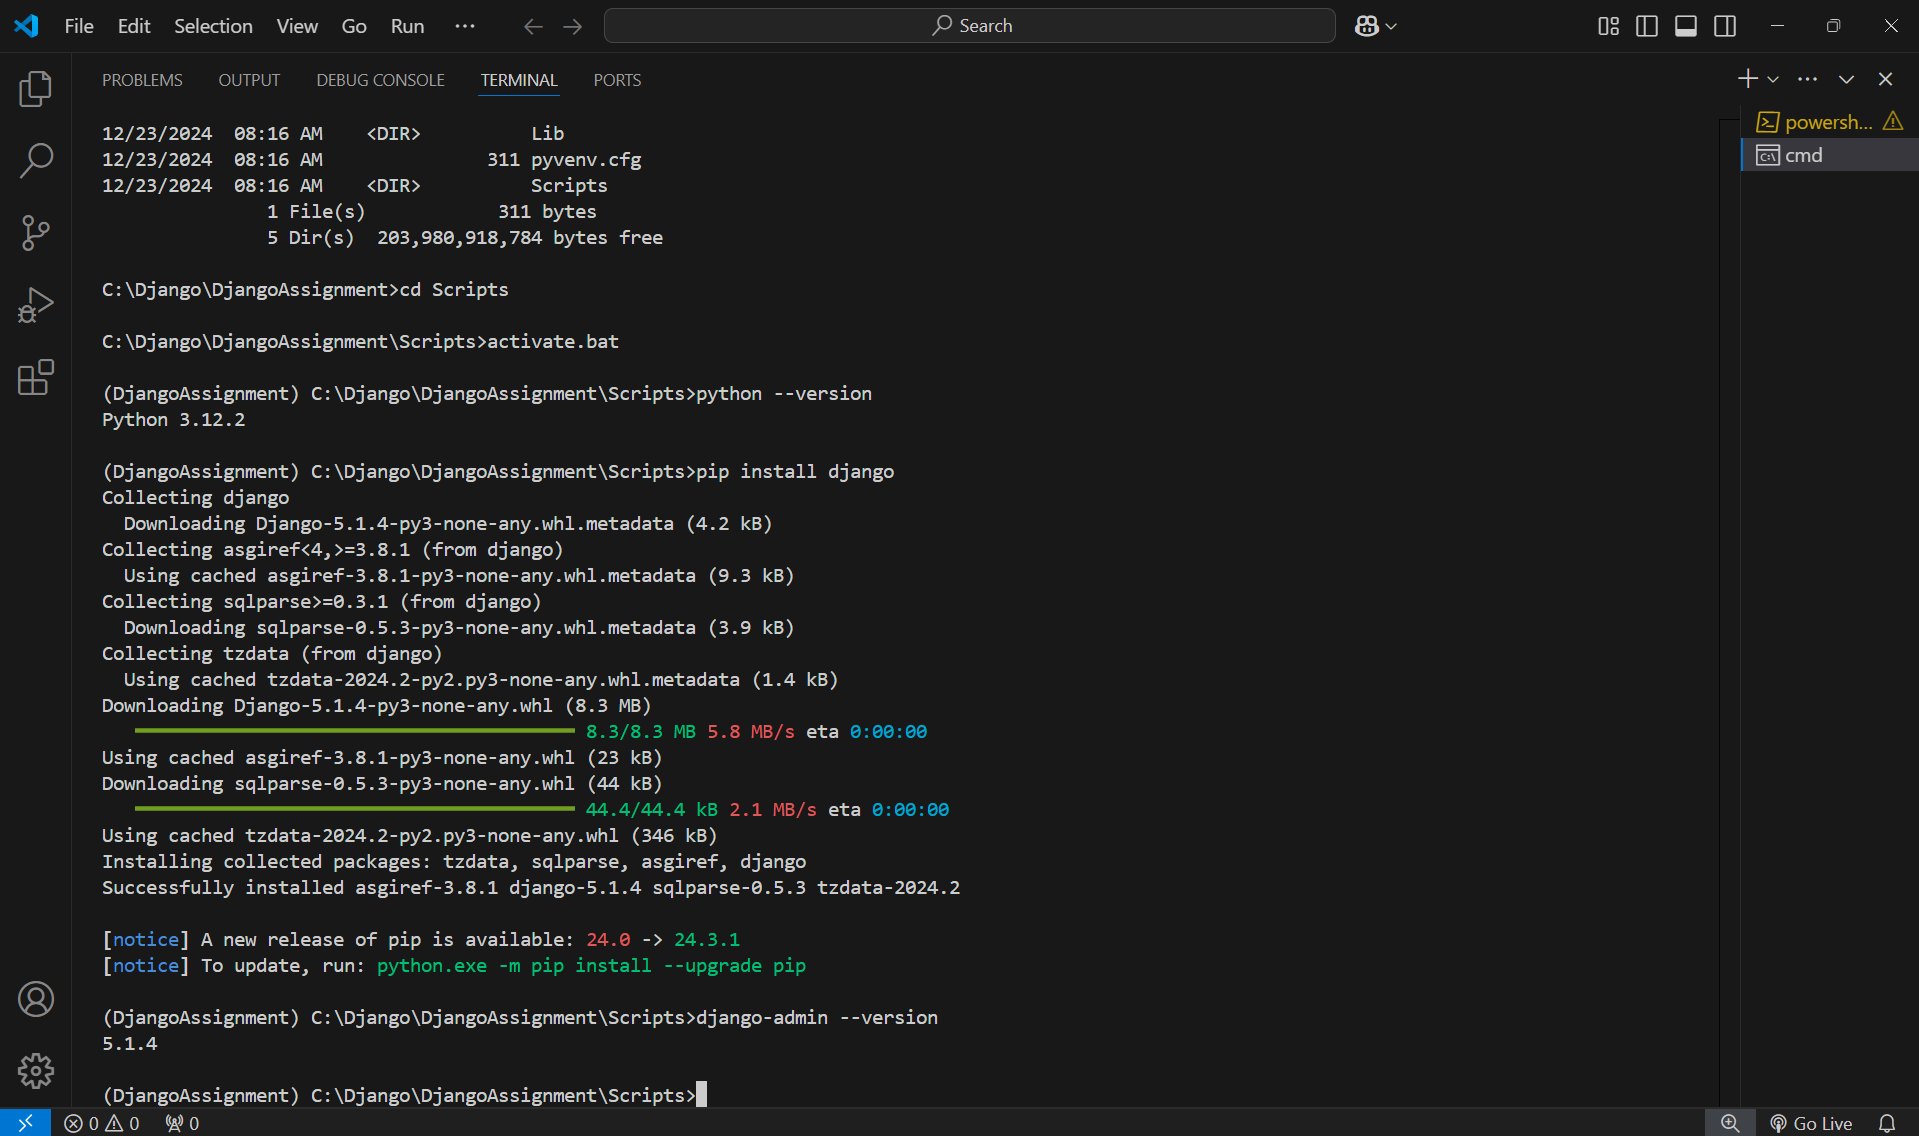 File Edit Selection View Go Run ··· Search
PROBLEMS OUTPUT DEBUG CONSOLE TERMINAL PORTS
powersh...
cmd
12/23/2024  08:16 AM    <DIR>          Lib
12/23/2024  08:16 AM               311 pyvenv.cfg
12/23/2024  08:16 AM    <DIR>          Scripts
               1 File(s)            311 bytes
               5 Dir(s)  203,980,918,784 bytes free
C:\Django\DjangoAssignment>cd Scripts
C:\Django\DjangoAssignment\Scripts>activate.bat
(DjangoAssignment) C:\Django\DjangoAssignment\Scripts>python --version
Python 3.12.2
(DjangoAssignment) C:\Django\DjangoAssignment\Scripts>pip install django
Collecting django
  Downloading Django-5.1.4-py3-none-any.whl.metadata (4.2 kB)
Collecting asgiref<4,>=3.8.1 (from django)
  Using cached asgiref-3.8.1-py3-none-any.whl.metadata (9.3 kB)
Collecting sqlparse>=0.3.1 (from django)
  Downloading sqlparse-0.5.3-py3-none-any.whl.metadata (3.9 kB)
Collecting tzdata (from django)
  Using cached tzdata-2024.2-py2.py3-none-any.whl.metadata (1.4 kB)
Downloading Django-5.1.4-py3-none-any.whl (8.3 MB)
8.3/8.3 MB 5.8 MB/s eta 0:00:00
Using cached asgiref-3.8.1-py3-none-any.whl (23 kB)
Downloading sqlparse-0.5.3-py3-none-any.whl (44 kB)
44.4/44.4 kB 2.1 MB/s eta 0:00:00
Using cached tzdata-2024.2-py2.py3-none-any.whl (346 kB)
Installing collected packages: tzdata, sqlparse, asgiref, django
Successfully installed asgiref-3.8.1 django-5.1.4 sqlparse-0.5.3 tzdata-2024.2
[notice] A new release of pip is available: 24.0 -> 24.3.1
[notice] To update, run: python.exe -m pip install --upgrade pip
(DjangoAssignment) C:\Django\DjangoAssignment\Scripts>django-admin --version
5.1.4
(DjangoAssignment) C:\Django\DjangoAssignment\Scripts>
0 0 0 Go Live